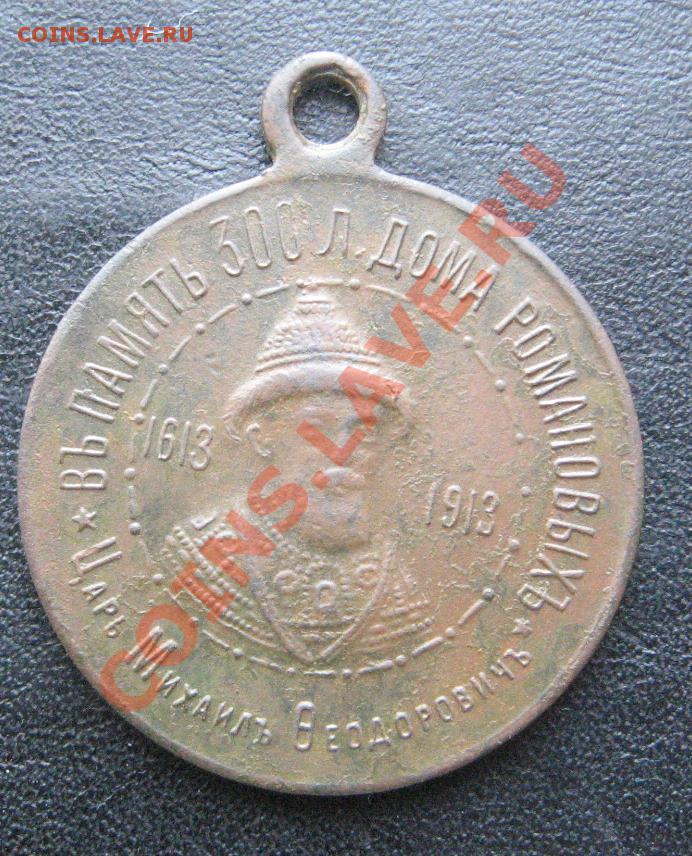 COINS.LAVE.RU
ВЪ ПАМЯТЬ 300 Л. ДОМА РОМАНОВЫХЪ
1613
1913
★ ЦАРЬ МИХАИЛЪ ѲЕОДОРОВИЧЪ ★
COINS.LAVE.RU